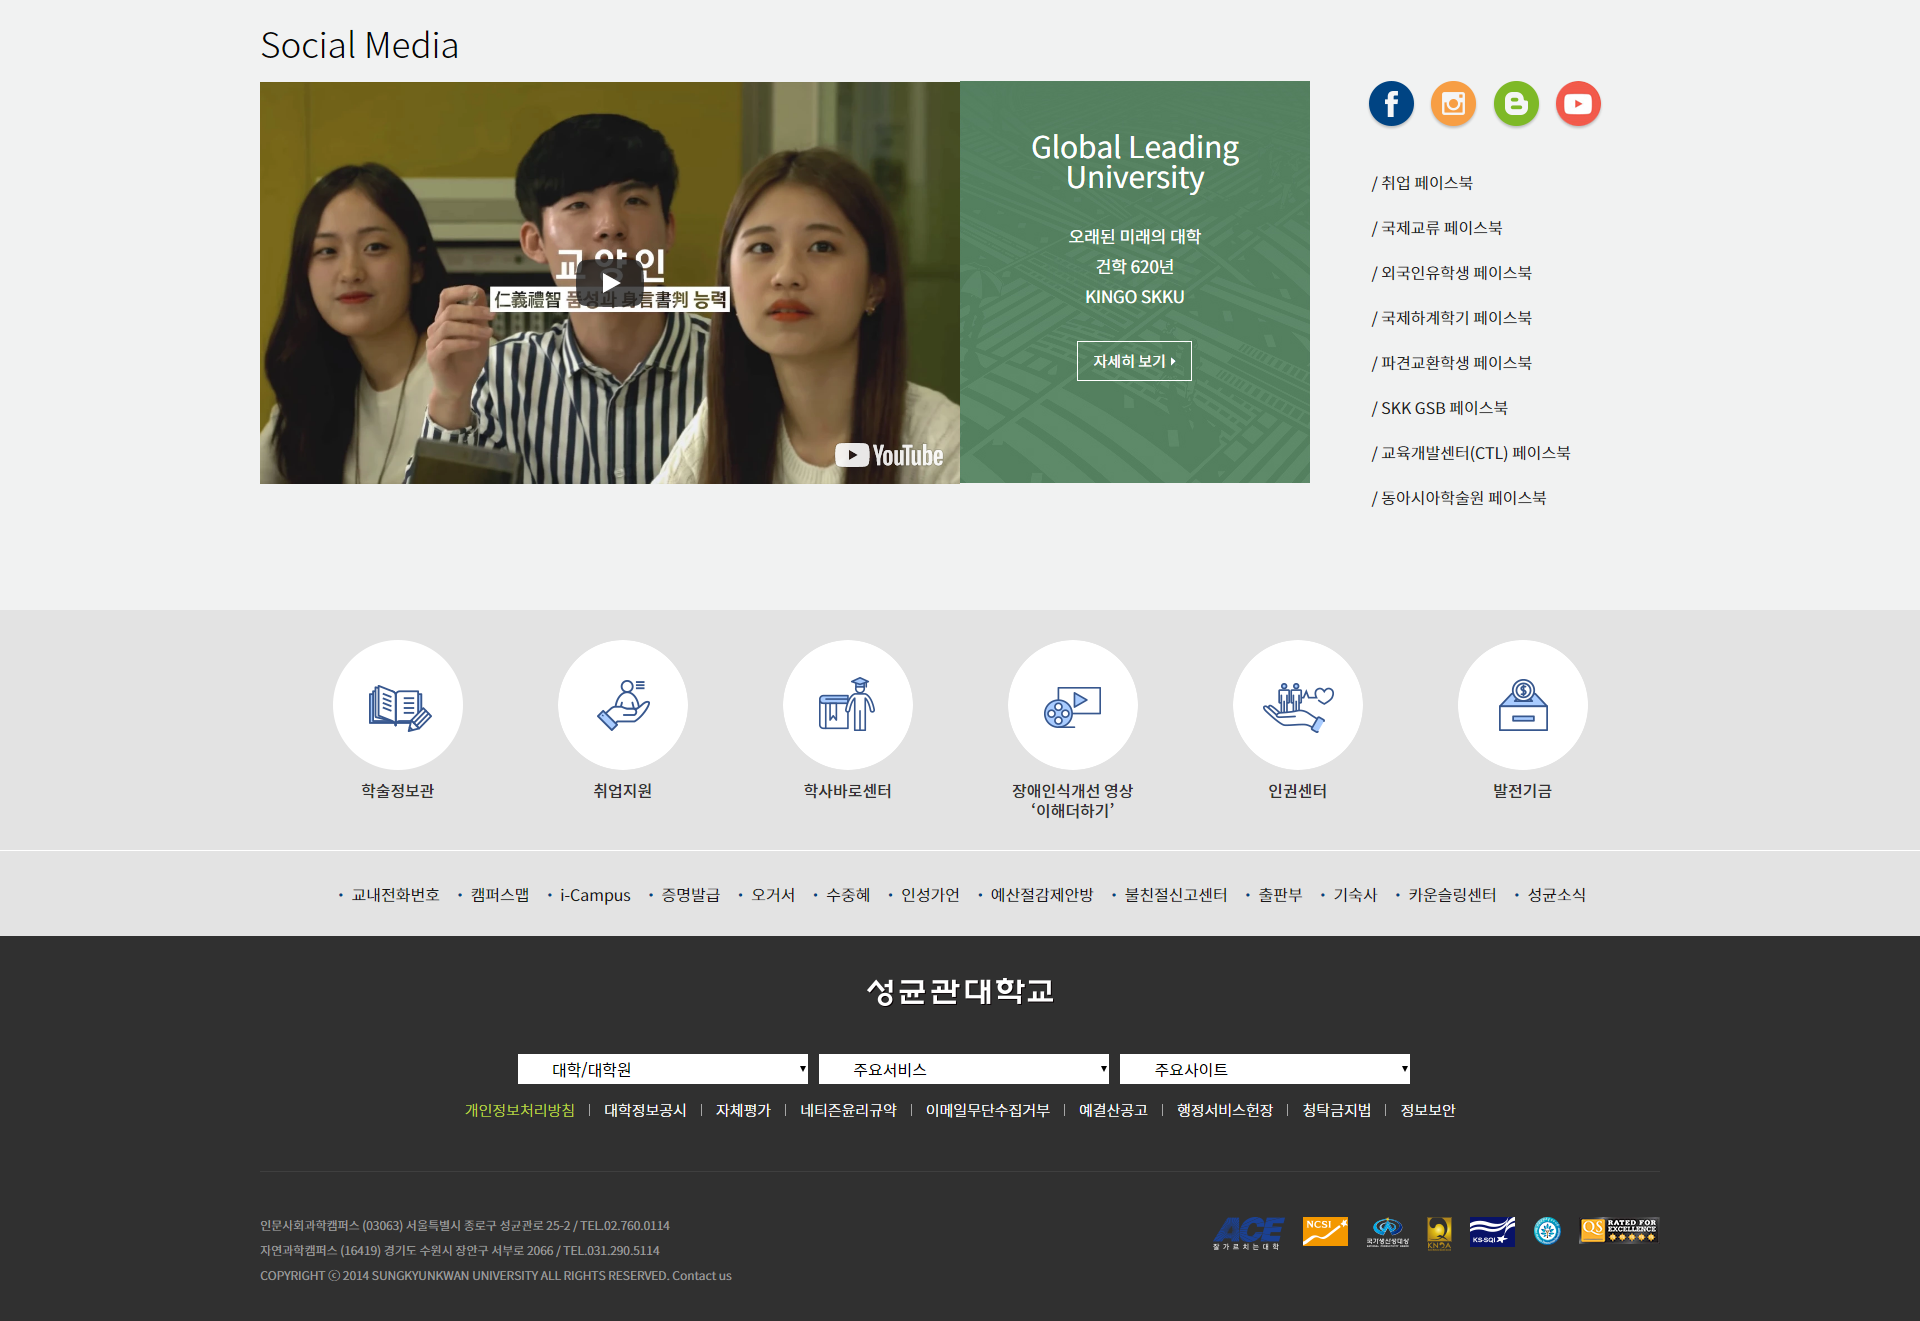 Social Media
교양인
仁義禮智 품성과 身言書判 능력
YouTube
Global Leading
University
오래된 미래의 대학
건학 620년
KINGO SKKU
자세히 보기
/ 취업 페이스북
/ 국제교류 페이스북
/ 외국인유학생 페이스북
/ 국제하계학기 페이스북
/ 파견교환학생 페이스북
/ SKK GSB 페이스북
/ 교육개발센터(CTL) 페이스북
/ 동아시아학술원 페이스북
학술정보관
취업지원
학사바로센터
장애인식개선 영상
‘이해더하기’
인권센터
발전기금
• 교내전화번호 • 캠퍼스맵 • i-Campus • 증명발급 • 오거서 • 수중혜 • 인성가언 • 예산절감제안방 • 불친절신고센터 • 출판부 • 기숙사 • 카운슬링센터 • 성균소식
성균관대학교
대학/대학원 주요서비스 주요사이트
개인정보처리방침 | 대학정보공시 | 자체평가 | 네티즌윤리규약 | 이메일무단수집거부 | 예결산공고 | 행정서비스헌장 | 청탁금지법 | 정보보안
인문사회과학캠퍼스 (03063) 서울특별시 종로구 성균관로 25-2 / TEL.02.760.0114
자연과학캠퍼스 (16419) 경기도 수원시 장안구 서부로 2066 / TEL.031.290.5114
COPYRIGHT ⓒ 2014 SUNGKYUNKWAN UNIVERSITY ALL RIGHTS RESERVED. Contact us
ACE
잘가르치는대학
NCSI
국가생산성대상
KS-SQI
QS RATED FOR
EXCELLENCE